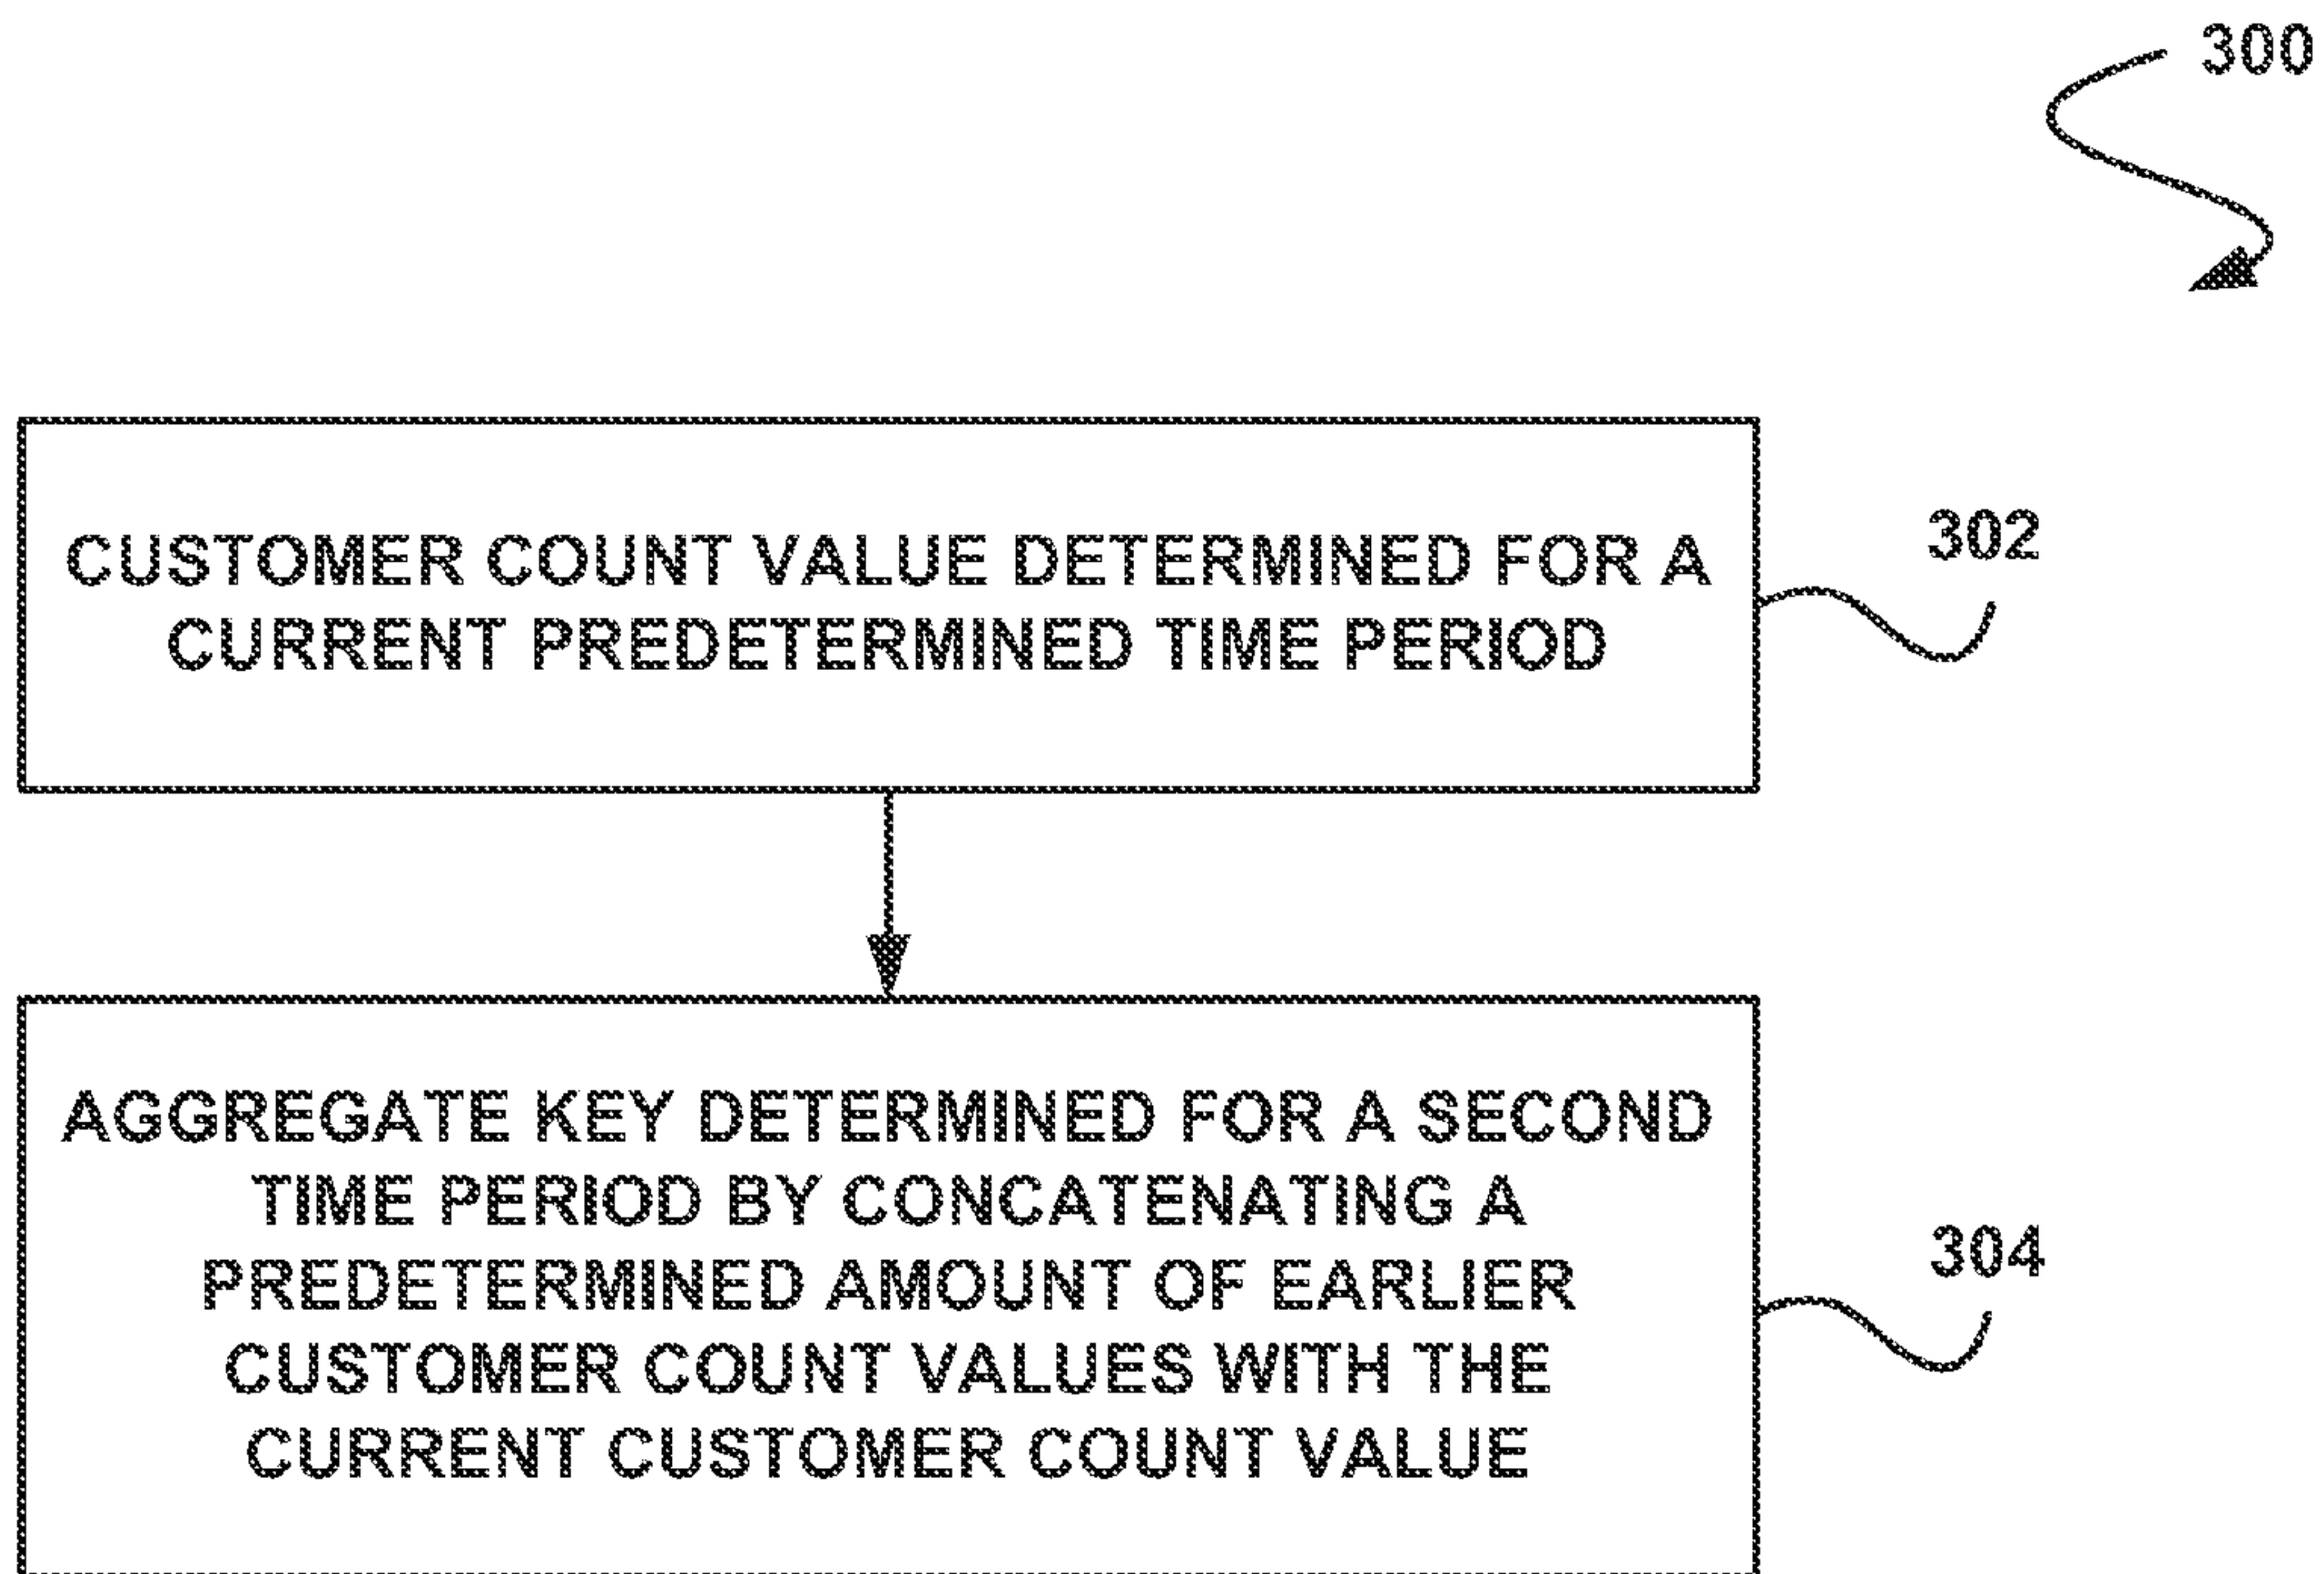 300
CUSTOMER COUNT VALUE DETERMINED FOR A
CURRENT PREDETERMINED TIME PERIOD
302
AGGREGATE KEY DETERMINED FOR A SECOND
TIME PERIOD BY CONCATENATING A
PREDETERMINED AMOUNT OF EARLIER
CUSTOMER COUNT VALUES WITH THE
CURRENT CUSTOMER COUNT VALUE
304